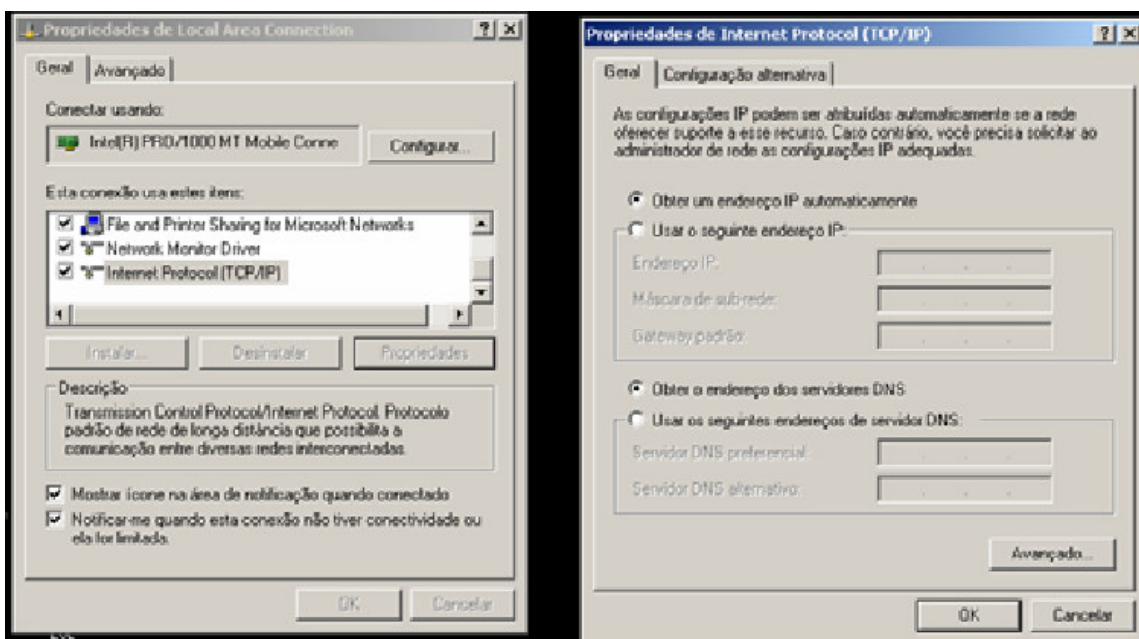 Propriedades de Local Area Connection
Geral
Avançado
Conectar usando:
Intel(R) PRO/1000 MT Mobile Conne
Configurar...
Esta conexão usa estes itens:
File and Printer Sharing for Microsoft Networks
Network Monitor Driver
Internet Protocol (TCP/IP)
Instalar...
Desinstalar
Propriedades
Descrição
Transmission Control Protocol/Internet Protocol. Protocolo
padrão de rede de longa distância que possibilita a
comunicação entre diversas redes interconectadas.
Mostrar ícone na área de notificação quando conectado
Notificar-me quando esta conexão não tiver conectividade ou
ela for limitada.
OK
Cancelar
Propriedades de Internet Protocol (TCP/IP)
Geral
Configuração alternativa
As configurações IP podem ser atribuídas automaticamente se a rede
oferecer suporte a esse recurso. Caso contrário, você precisa solicitar ao
administrador de rede as configurações IP adequadas.
Obter um endereço IP automaticamente
Usar o seguinte endereço IP:
Endereço IP:
Máscara de sub-rede:
Gateway padrão:
Obter o endereço dos servidores DNS
Usar os seguintes endereços de servidor DNS:
Servidor DNS preferencial:
Servidor DNS alternativo:
Avançado...
OK
Cancelar